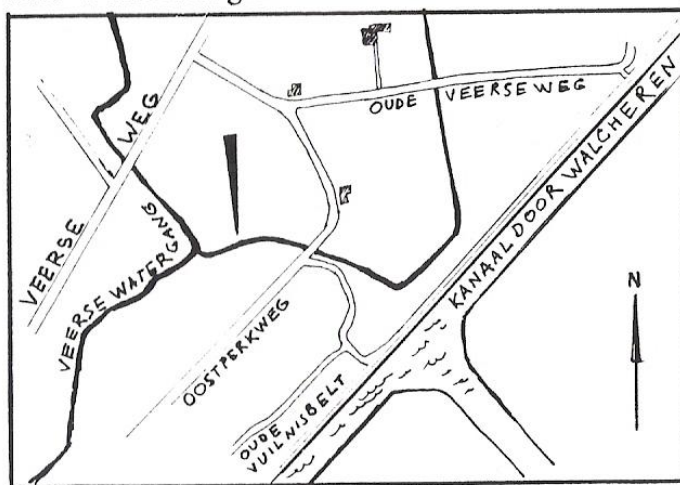 OUDE VEERSEWEG
VEERSE WEG
KANAAL DOOR WALCHEREN
VEERSE WATERGANG
N
OOSTPERKWEG
OUDE
VUILNISBELT